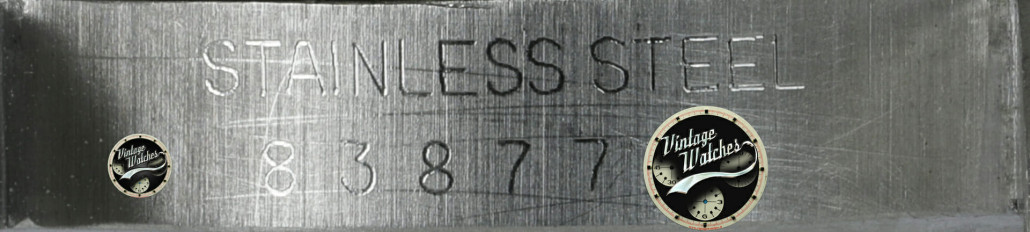 STAINLESS STEEL
Vintage Watches
83877
Vintage Watches